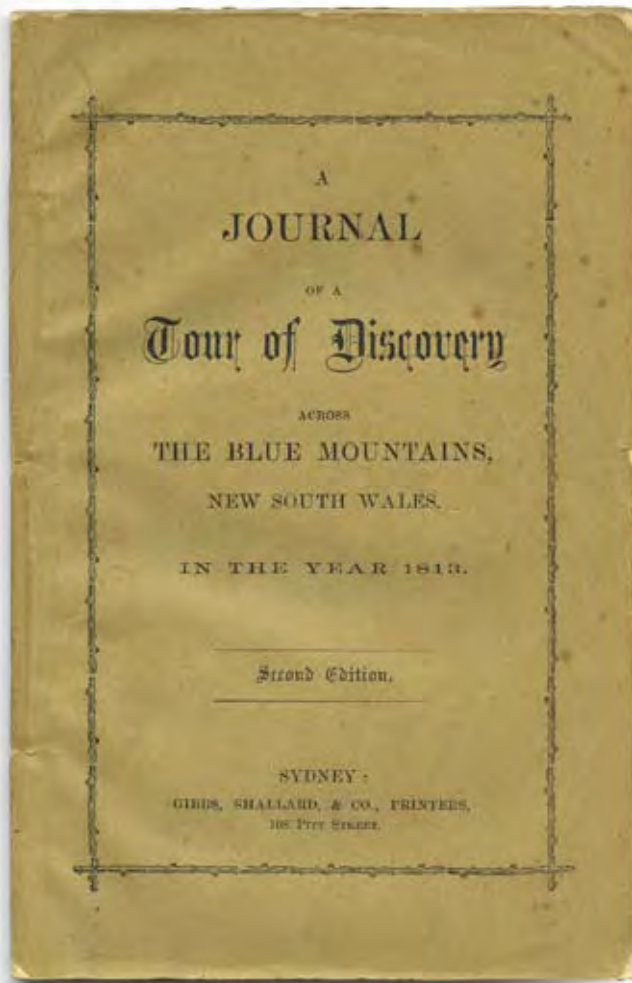 A
JOURNAL
OF A
Tour of Discovery
ACROSS
THE BLUE MOUNTAINS,
NEW SOUTH WALES.
IN THE YEAR 1813.
Second Edition.
SYDNEY:
GIBBS, SHALLARD, & CO., PRINTERS,
108, PITT STREET.